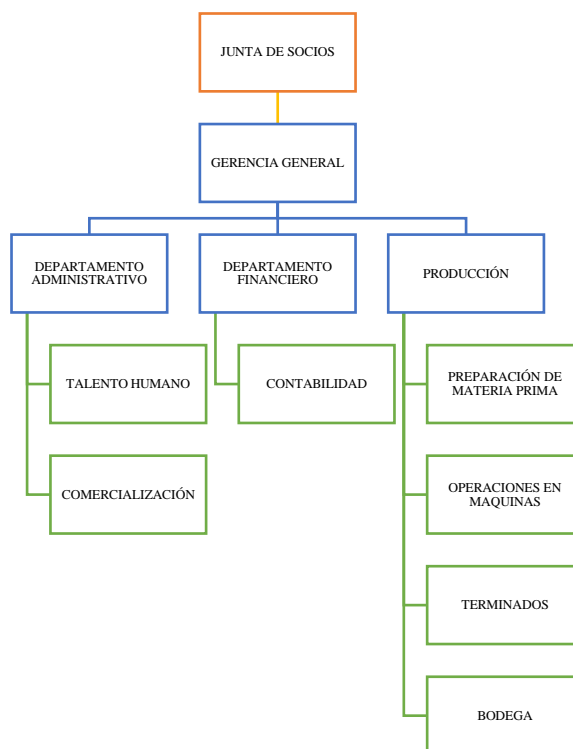 JUNTA DE SOCIOS
GERENCIA GENERAL
DEPARTAMENTO
ADMINISTRATIVO
DEPARTAMENTO
FINANCIERO
PRODUCCIÓN
TALENTO HUMANO
CONTABILIDAD
PREPARACIÓN DE
MATERIA PRIMA
COMERCIALIZACIÓN
OPERACIONES EN
MAQUINAS
TERMINADOS
BODEGA